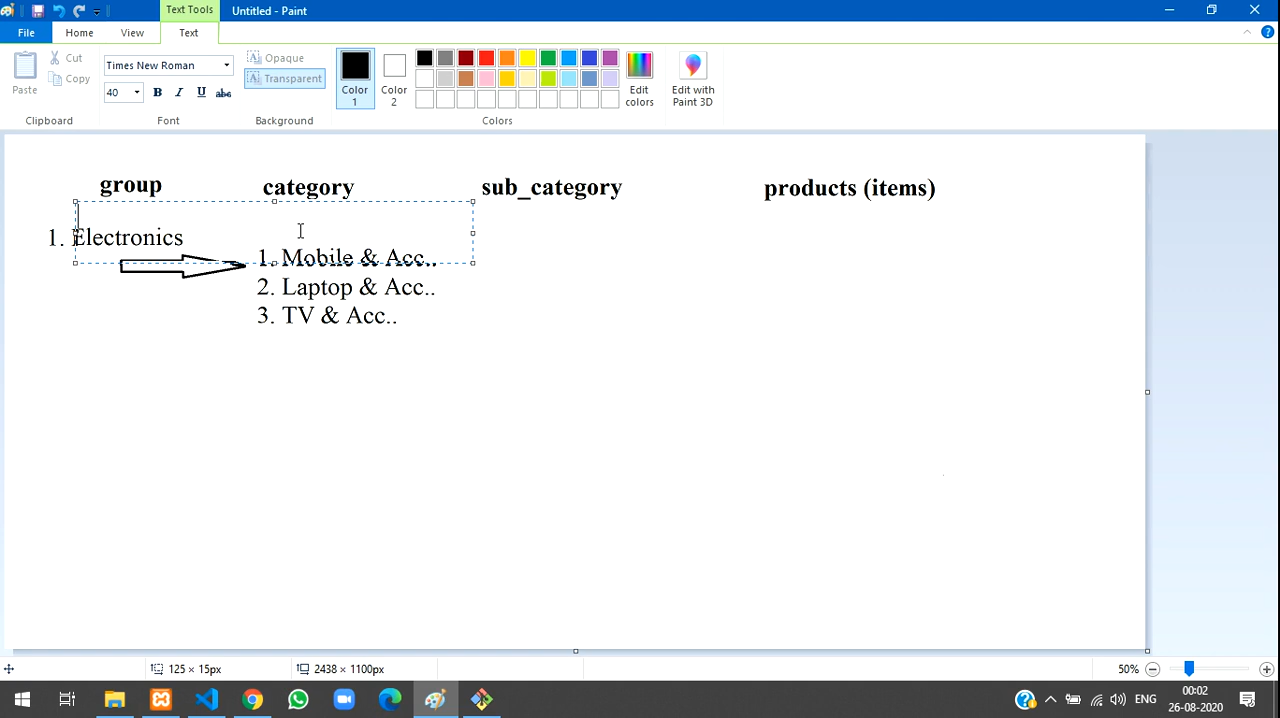 Text Tools
Untitled - Paint
File
Home
View
Text
Paste
Cut
Copy
Clipboard
Times New Roman
40
B
I
U
abc
Font
A
Opaque
A
Transparent
Background
Color
1
Color
2
Edit
colors
Colors
Edit with
Paint 3D
group
category
sub_category
products (items)
1. Electronics
1. Mobile & Acc..
2. Laptop & Acc..
3. TV & Acc..
125 × 15px
2438 × 1100px
50%
ENG
00:02
26-08-2020